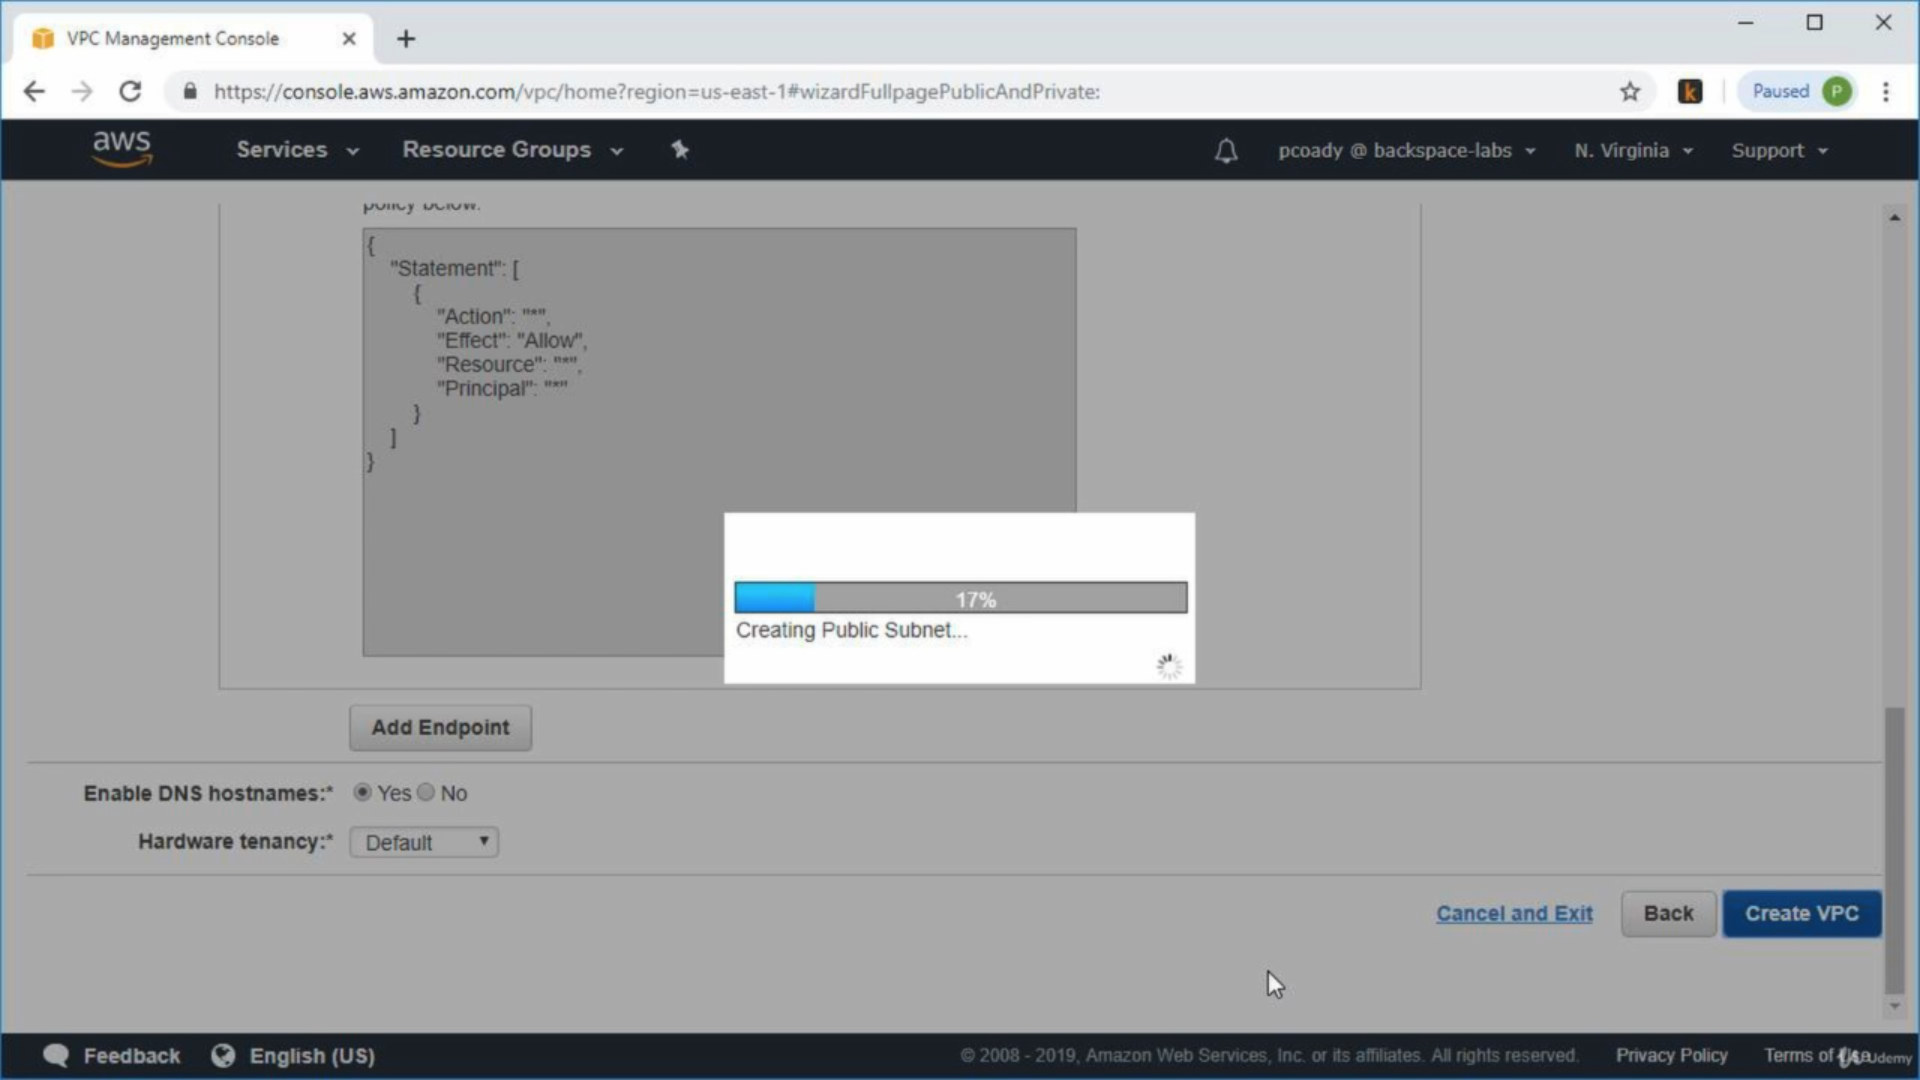 VPC Management Console
https://console.aws.amazon.com/vpc/home?region=us-east-1#wizardFullpagePublicAndPrivate:
k
Paused P
aws Services Resource Groups pcoady @ backspace-labs N. Virginia Support
policy below.
{
"Statement": [
{
"Action": "*",
"Effect": "Allow",
"Resource": "*",
"Principal": "*"
}
]
}
17%
Creating Public Subnet...
Add Endpoint
Enable DNS hostnames:* Yes No
Hardware tenancy:* Default
Cancel and Exit Back Create VPC
Feedback English (US) © 2008 - 2019, Amazon Web Services, Inc. or its affiliates. All rights reserved. Privacy Policy Terms of Use
Udemy